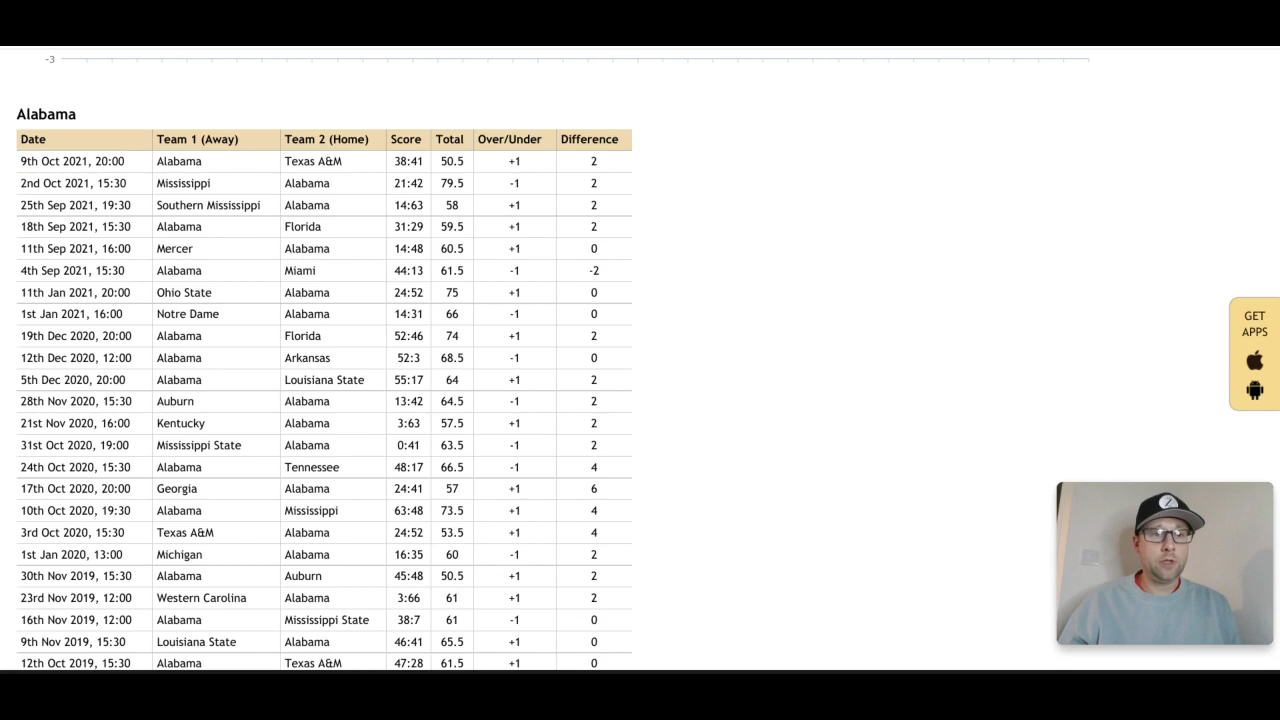 -3
Alabama
Date Team 1 (Away) Team 2 (Home) Score Total Over/Under Difference
9th Oct 2021, 20:00 Alabama Texas A&M 38:41 50.5 +1 2
2nd Oct 2021, 15:30 Mississippi Alabama 21:42 79.5 -1 2
25th Sep 2021, 19:30 Southern Mississippi Alabama 14:63 58 +1 2
18th Sep 2021, 15:30 Alabama Florida 31:29 59.5 +1 2
11th Sep 2021, 16:00 Mercer Alabama 14:48 60.5 +1 0
4th Sep 2021, 15:30 Alabama Miami 44:13 61.5 -1 -2
11th Jan 2021, 20:00 Ohio State Alabama 24:52 75 +1 0
1st Jan 2021, 16:00 Notre Dame Alabama 14:31 66 -1 0
19th Dec 2020, 20:00 Alabama Florida 52:46 74 +1 2
12th Dec 2020, 12:00 Alabama Arkansas 52:3 68.5 -1 0
5th Dec 2020, 20:00 Alabama Louisiana State 55:17 64 +1 2
28th Nov 2020, 15:30 Auburn Alabama 13:42 64.5 -1 2
21st Nov 2020, 16:00 Kentucky Alabama 3:63 57.5 +1 2
31st Oct 2020, 19:00 Mississippi State Alabama 0:41 63.5 -1 2
24th Oct 2020, 15:30 Alabama Tennessee 48:17 66.5 -1 4
17th Oct 2020, 20:00 Georgia Alabama 24:41 57 +1 6
10th Oct 2020, 19:30 Alabama Mississippi 63:48 73.5 +1 4
3rd Oct 2020, 15:30 Texas A&M Alabama 24:52 53.5 +1 4
1st Jan 2020, 13:00 Michigan Alabama 16:35 60 -1 2
30th Nov 2019, 15:30 Alabama Auburn 45:48 50.5 +1 2
23rd Nov 2019, 12:00 Western Carolina Alabama 3:66 61 +1 2
16th Nov 2019, 12:00 Alabama Mississippi State 38:7 61 -1 0
9th Nov 2019, 15:30 Louisiana State Alabama 46:41 65.5 +1 0
12th Oct 2019, 15:30 Alabama Texas A&M 47:28 61.5 +1 0
GET
APPS